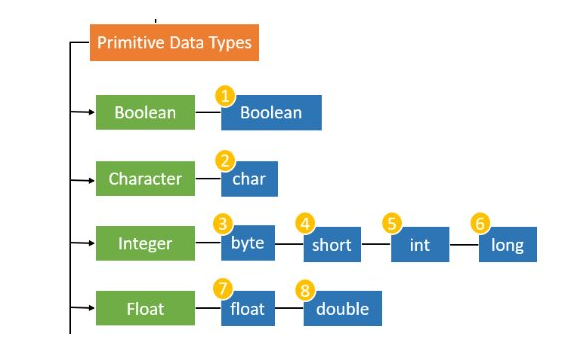 Primitive Data Types
1
Boolean Boolean
2
Character char
3 4 5 6
Integer byte short int long
7 8
Float float double